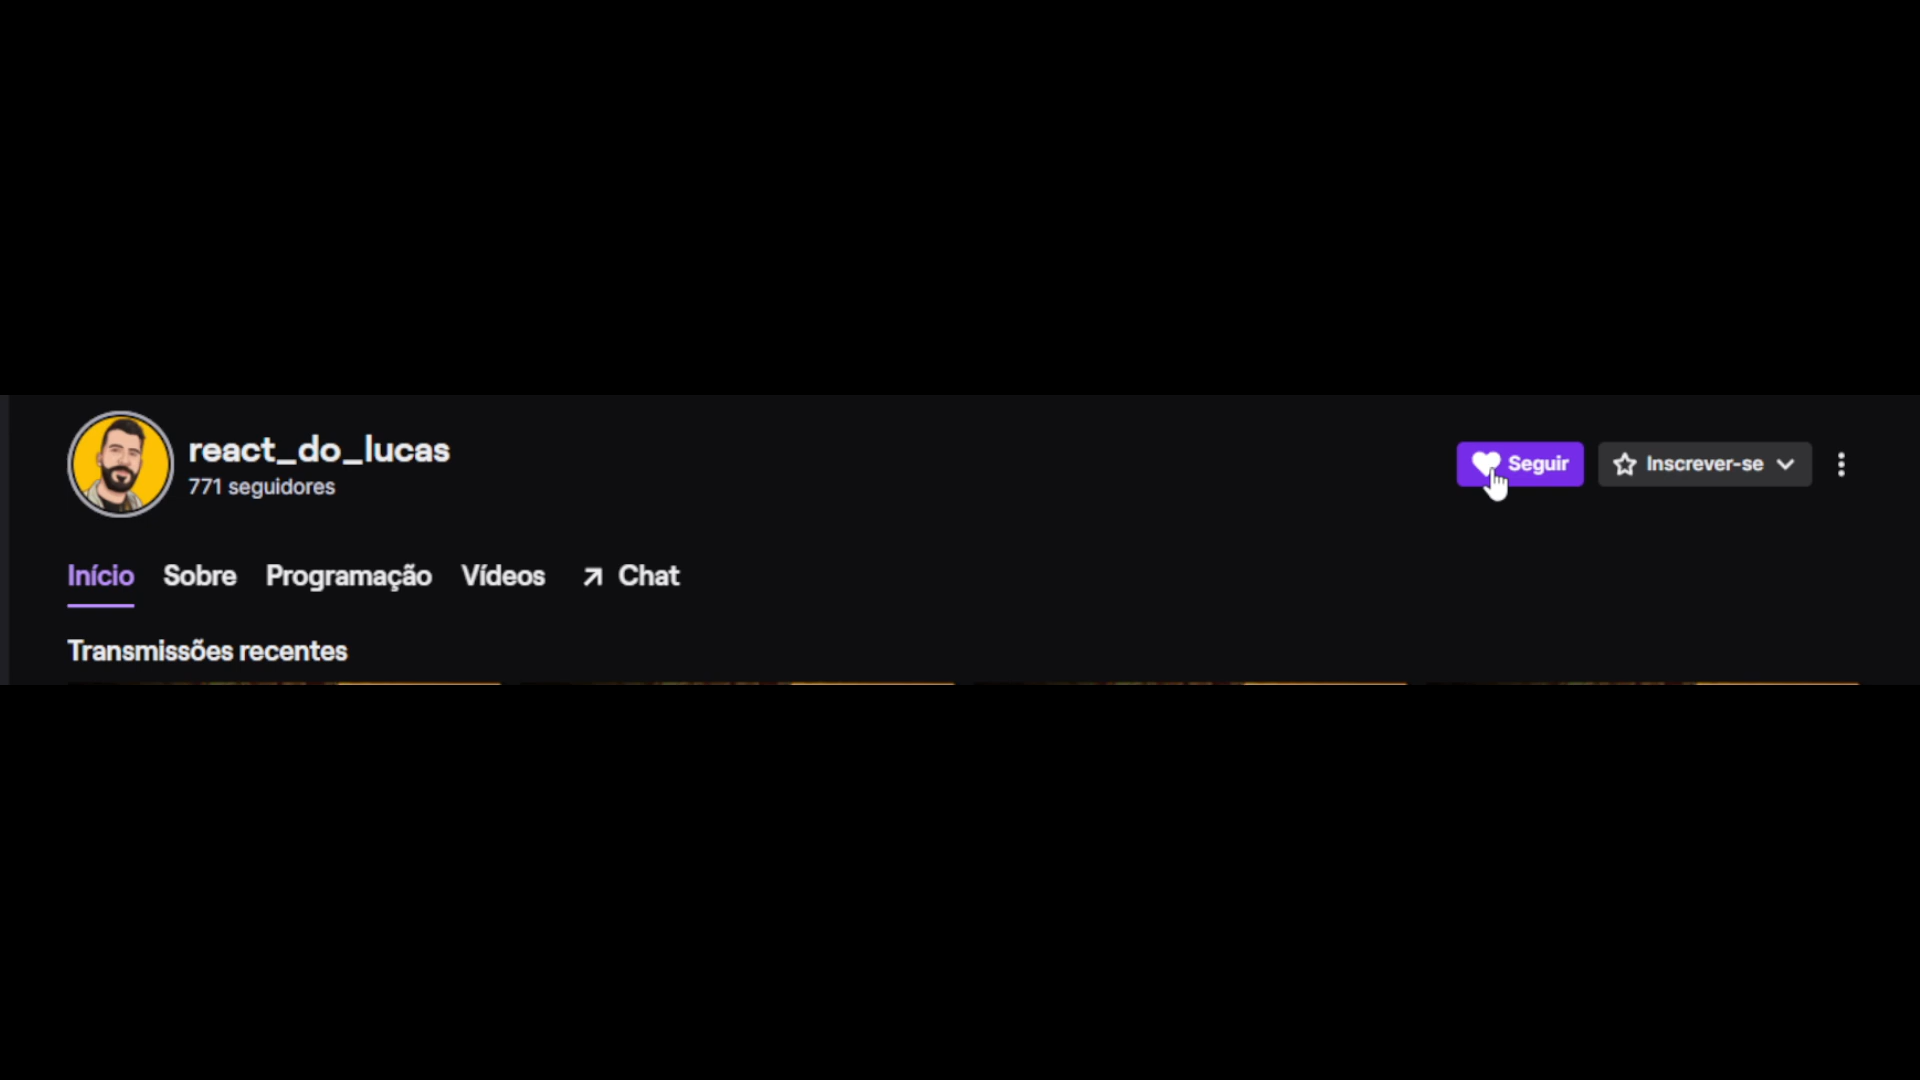 react_do_lucas
771 seguidores
Seguir
Inscrever-se
Início Sobre Programação Vídeos Chat
Transmissões recentes